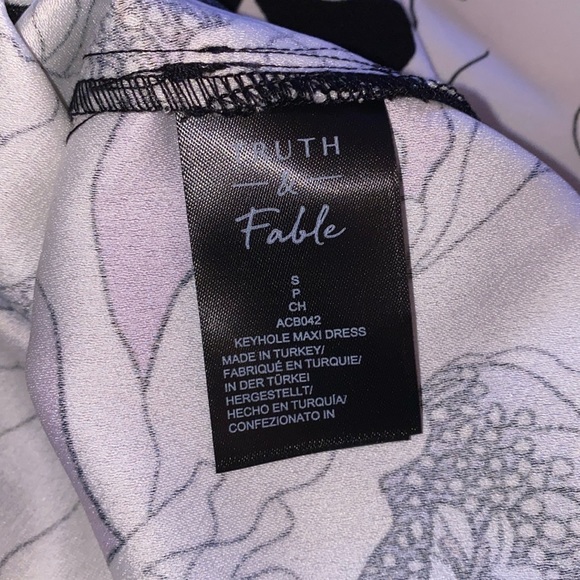 TRUTH
&
Fable
S
P
CH
ACB042
KEYHOLE MAXI DRESS
MADE IN TURKEY/
FABRIQUÉ EN TURQUIE/
IN DER TÜRKEI
HERGESTELLT/
HECHO EN TURQUÍA/
CONFEZIONATO IN